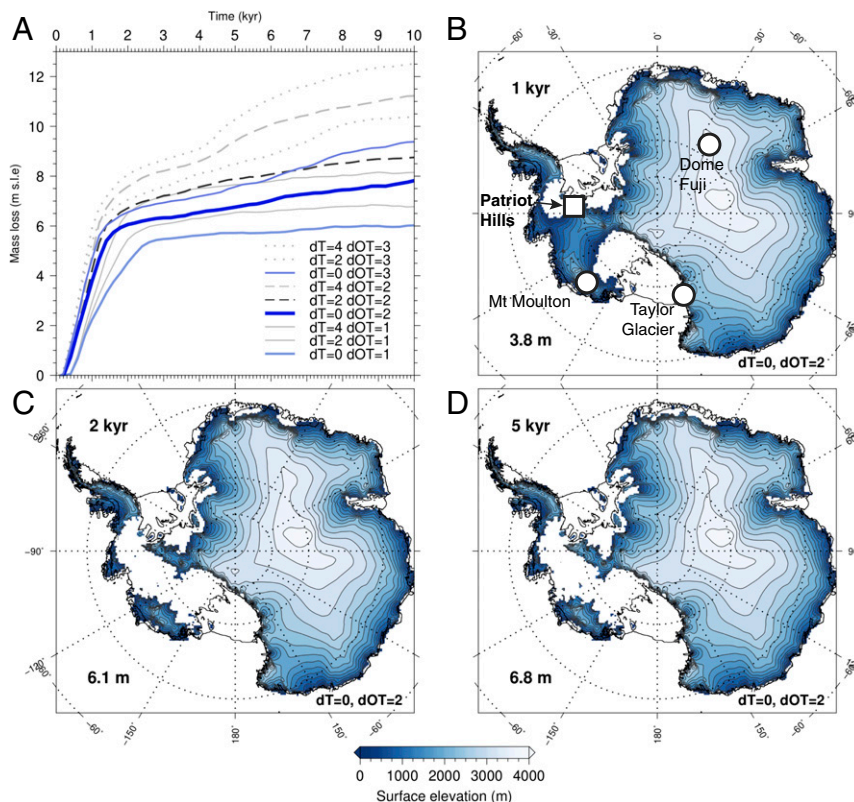 A
Time (kyr)
0 1 2 3 4 5 6 7 8 9 10
Mass loss (m s.l.e)
12
10
8
6
4
2
0
dT=4 dOT=3
dT=2 dOT=3
dT=0 dOT=3
dT=4 dOT=2
dT=2 dOT=2
dT=0 dOT=2
dT=4 dOT=1
dT=2 dOT=1
dT=0 dOT=1
B
−60˚
−30˚
0
30˚
1 kyr
Dome
Fuji
Patriot
Hills
90˚
Mt Moulton
Taylor
Glacier
3.8 m
dT=0, dOT=2
C
2 kyr
−90˚
6.1 m
dT=0, dOT=2
−60˚
−150˚
180˚
150˚
D
5 kyr
6.8 m
dT=0, dOT=2
−60˚
−150˚
180˚
150˚
0 1000 2000 3000 4000
Surface elevation (m)